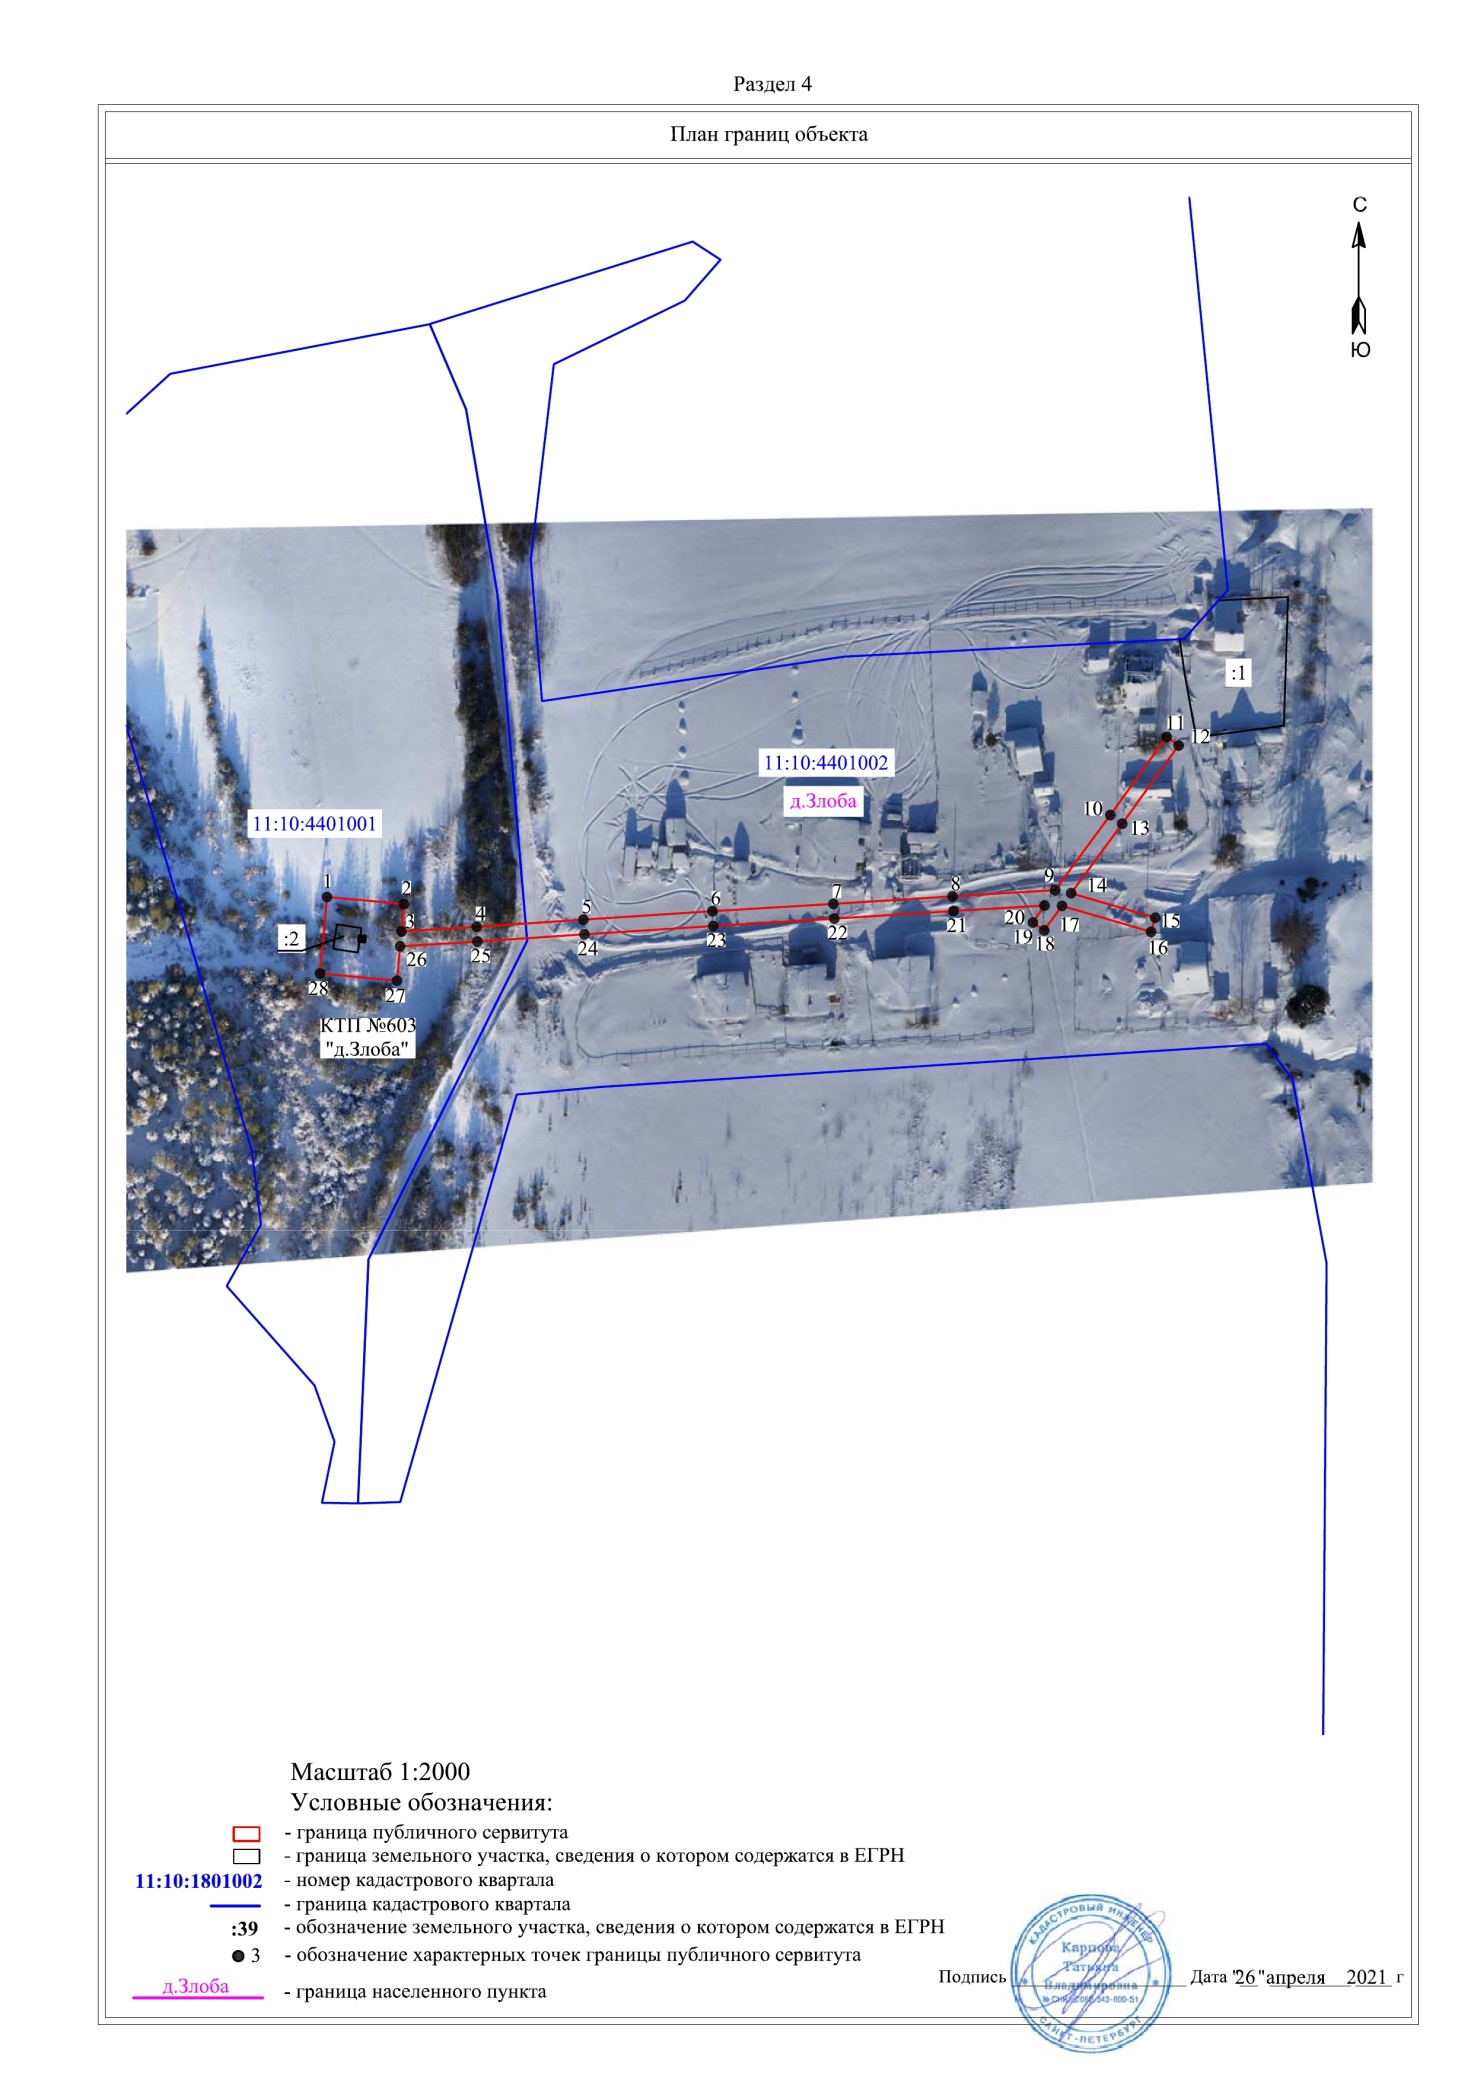 Раздел 4
План границ объекта
С
Ю
:1
11
12
11:10:4401002
д.Злоба
10
13
11:10:4401001
1
2
3
4
5
6
7
8
9
14
15
16
17
18
19
20
21
22
23
24
25
26
27
28
:2
КТП №603
"д.Злоба"
Масштаб 1:2000
Условные обозначения:
- граница публичного сервитута
- граница земельного участка, сведения о котором содержатся в ЕГРН
11:10:1801002 - номер кадастрового квартала
- граница кадастрового квартала
:39 - обозначение земельного участка, сведения о котором содержатся в ЕГРН
3 - обозначение характерных точек границы публичного сервитута
д.Злоба - граница населенного пункта
Подпись
Дата "26" апреля 2021 г
КАДАСТРОВЫЙ ИНЖЕНЕР
Карпова
Татьяна
Владимировна
САНКТ-ПЕТЕРБУРГ